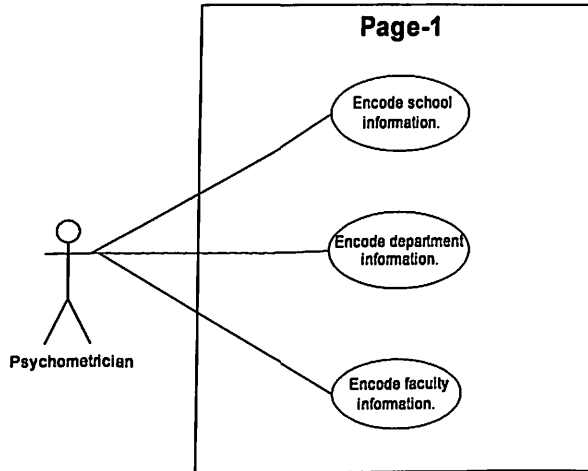 Page-1
Encode school
information.
Encode department
information.
Psychometrician
Encode faculty
information.